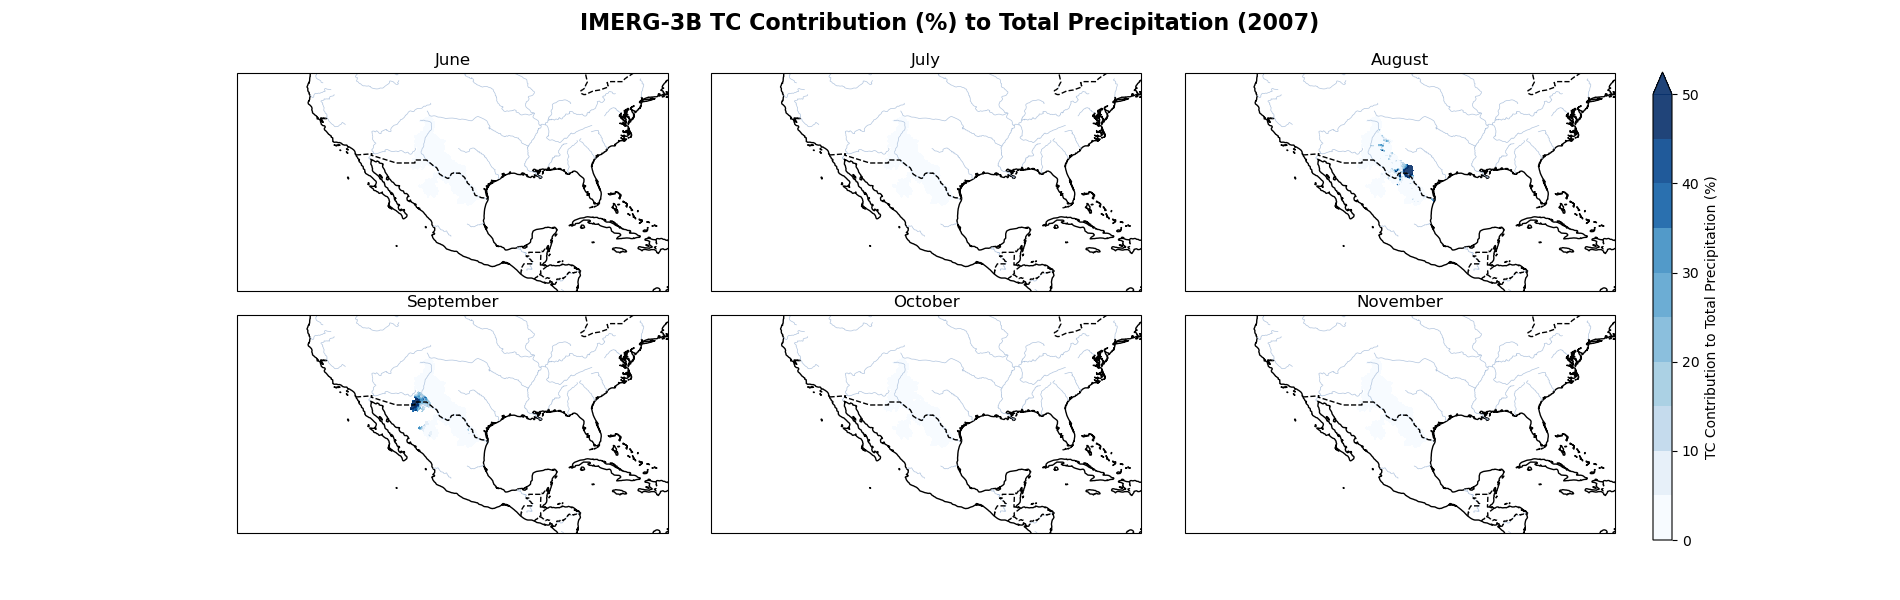 IMERG-3B TC Contribution (%) to Total Precipitation (2007)
June
July
August
September
October
November
50
40
30
20
10
0
TC Contribution to Total Precipitation (%)